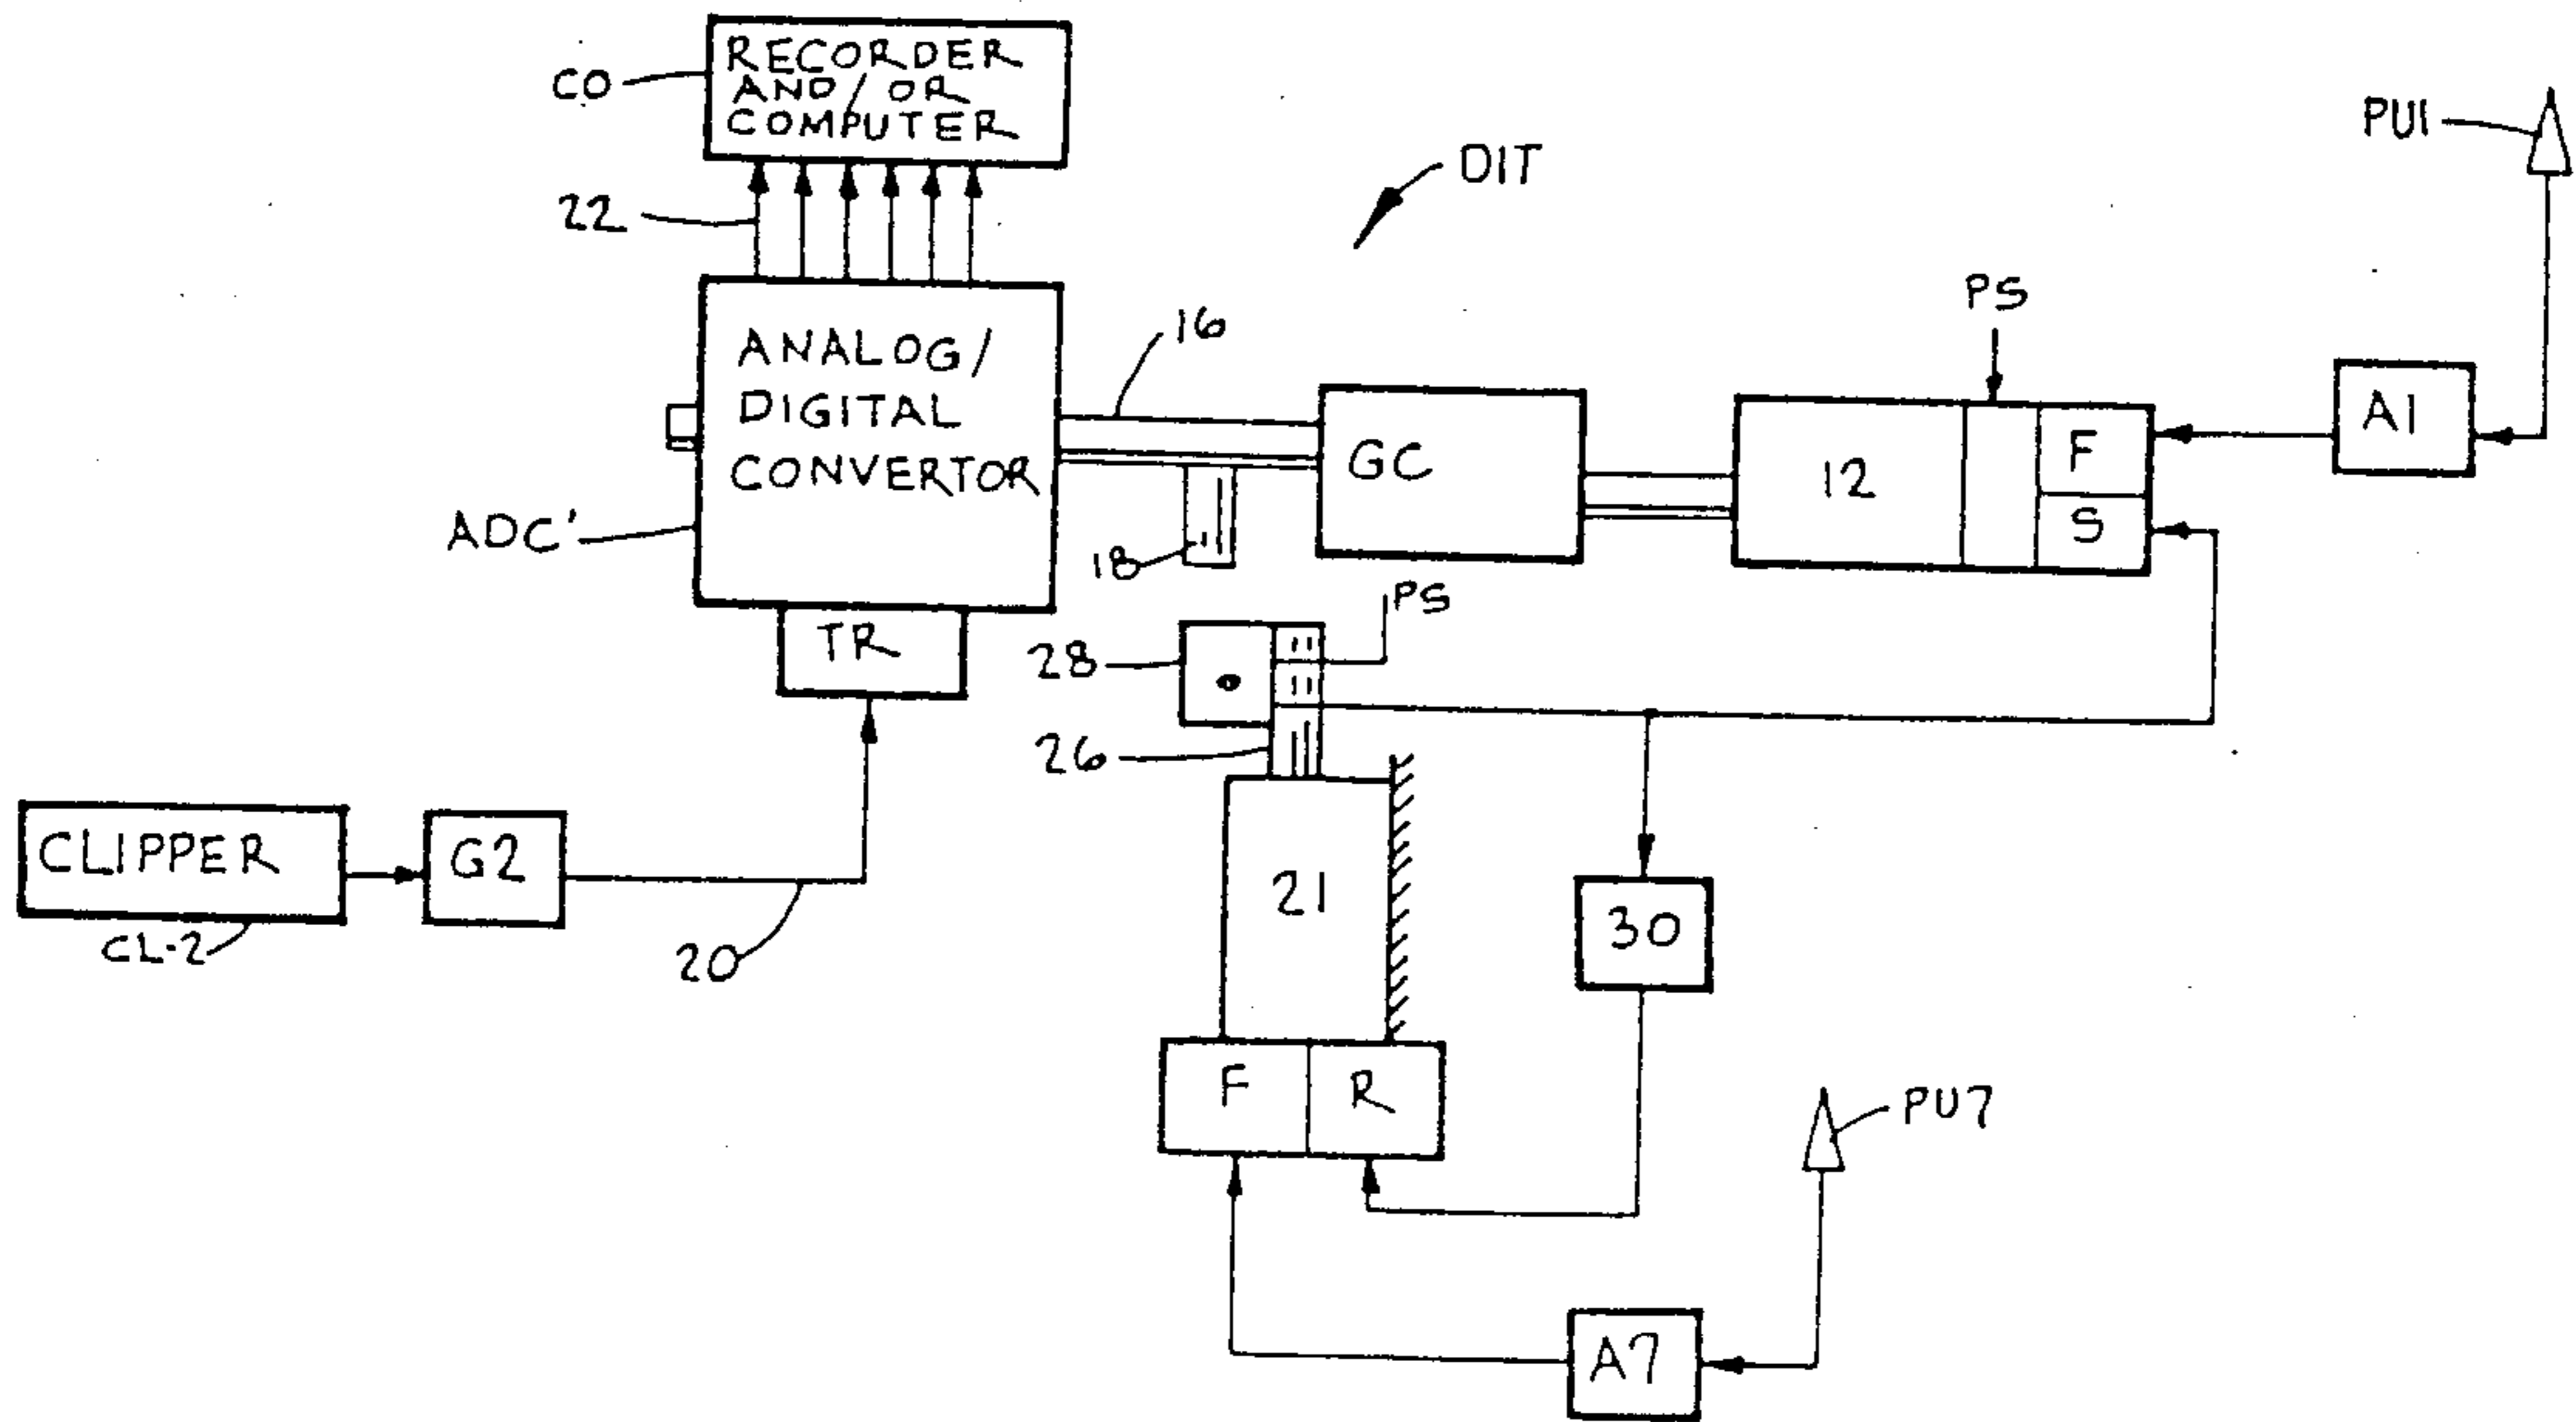 RECORDER
AND/OR
COMPUTER
CO
PU1
DIT
22
PS
16
ANALOG/
DIGITAL
CONVERTOR
A1
F
GC
12
S
ADC'
18
PS
TR
28
26
CLIPPER
G2
21
30
CL-2
20
F
R
PU7
A7